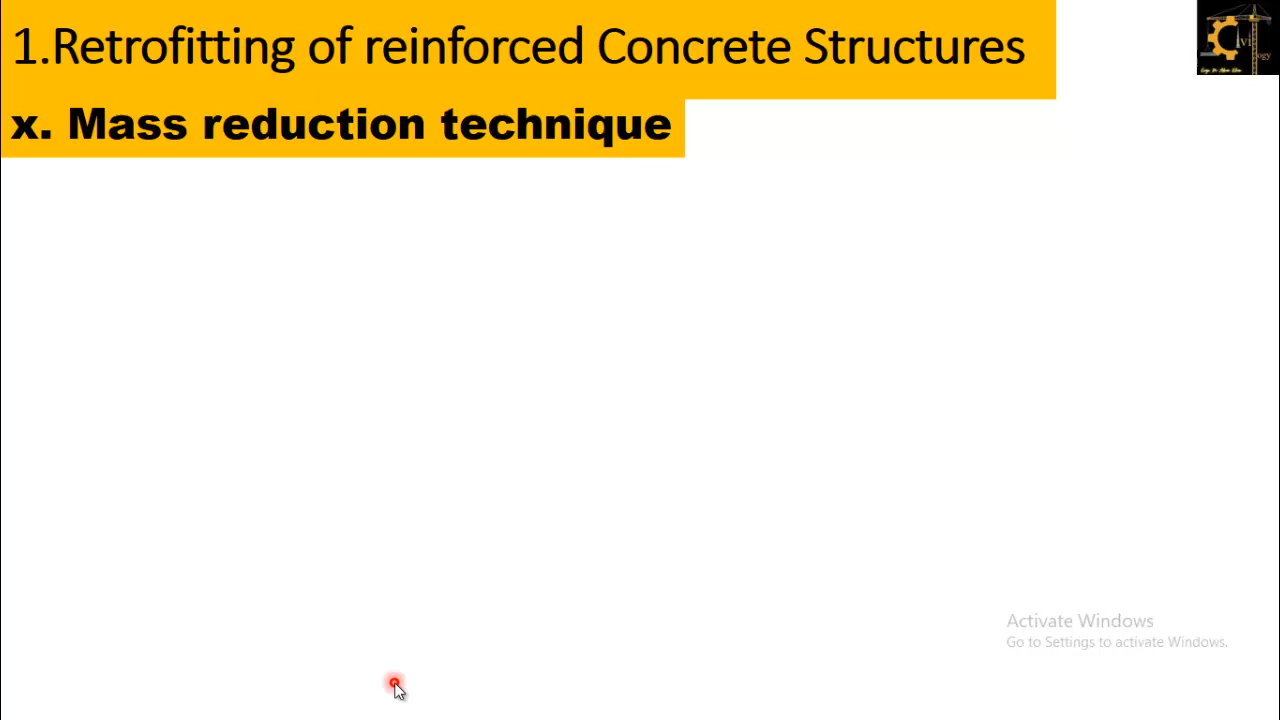 1.Retrofitting of reinforced Concrete Structures
x. Mass reduction technique
Activate Windows
Go to Settings to activate Windows.